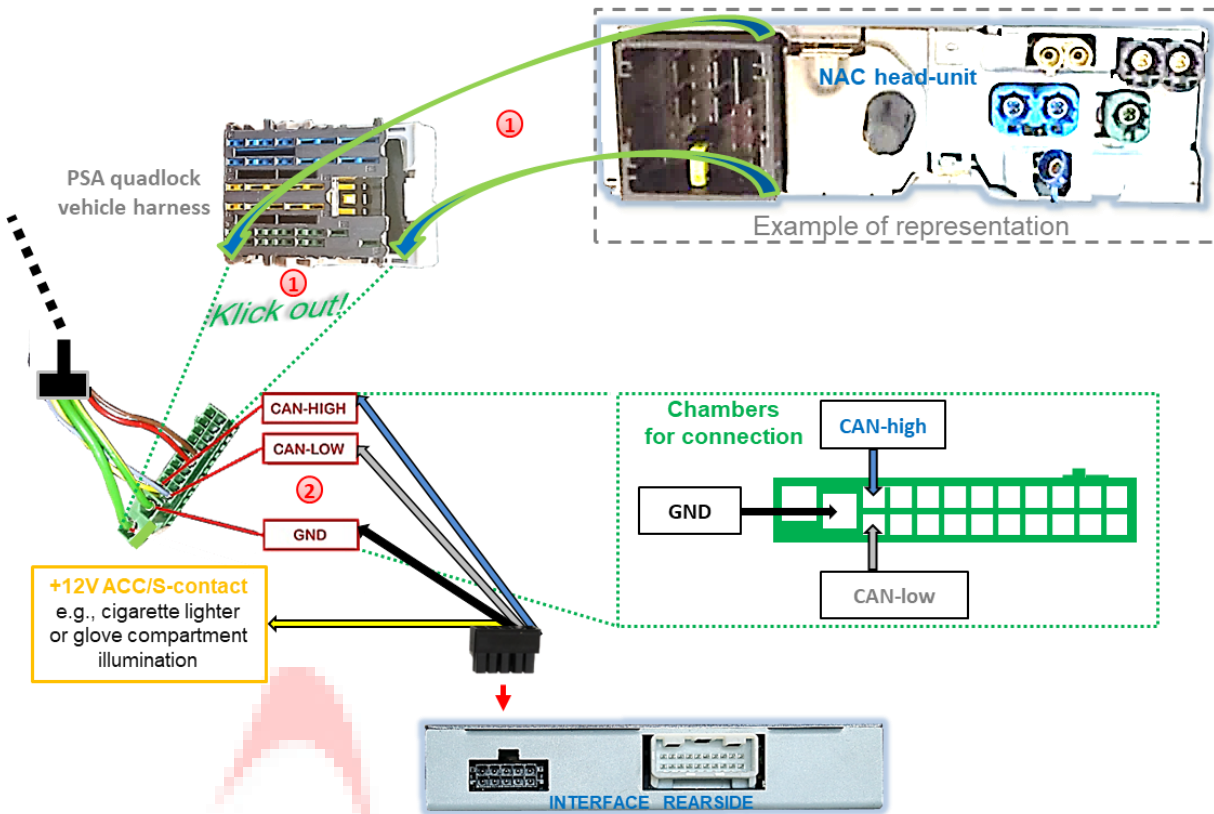 NAC head-unit
1
PSA quadlock
vehicle harness
Example of representation
1
Klick out!
CAN-HIGH
CAN-LOW
2
GND
Chambers
for connection
CAN-high
GND
CAN-low
+12V ACC/S-contact
e.g., cigarette lighter
or glove compartment
illumination
INTERFACE REARSIDE